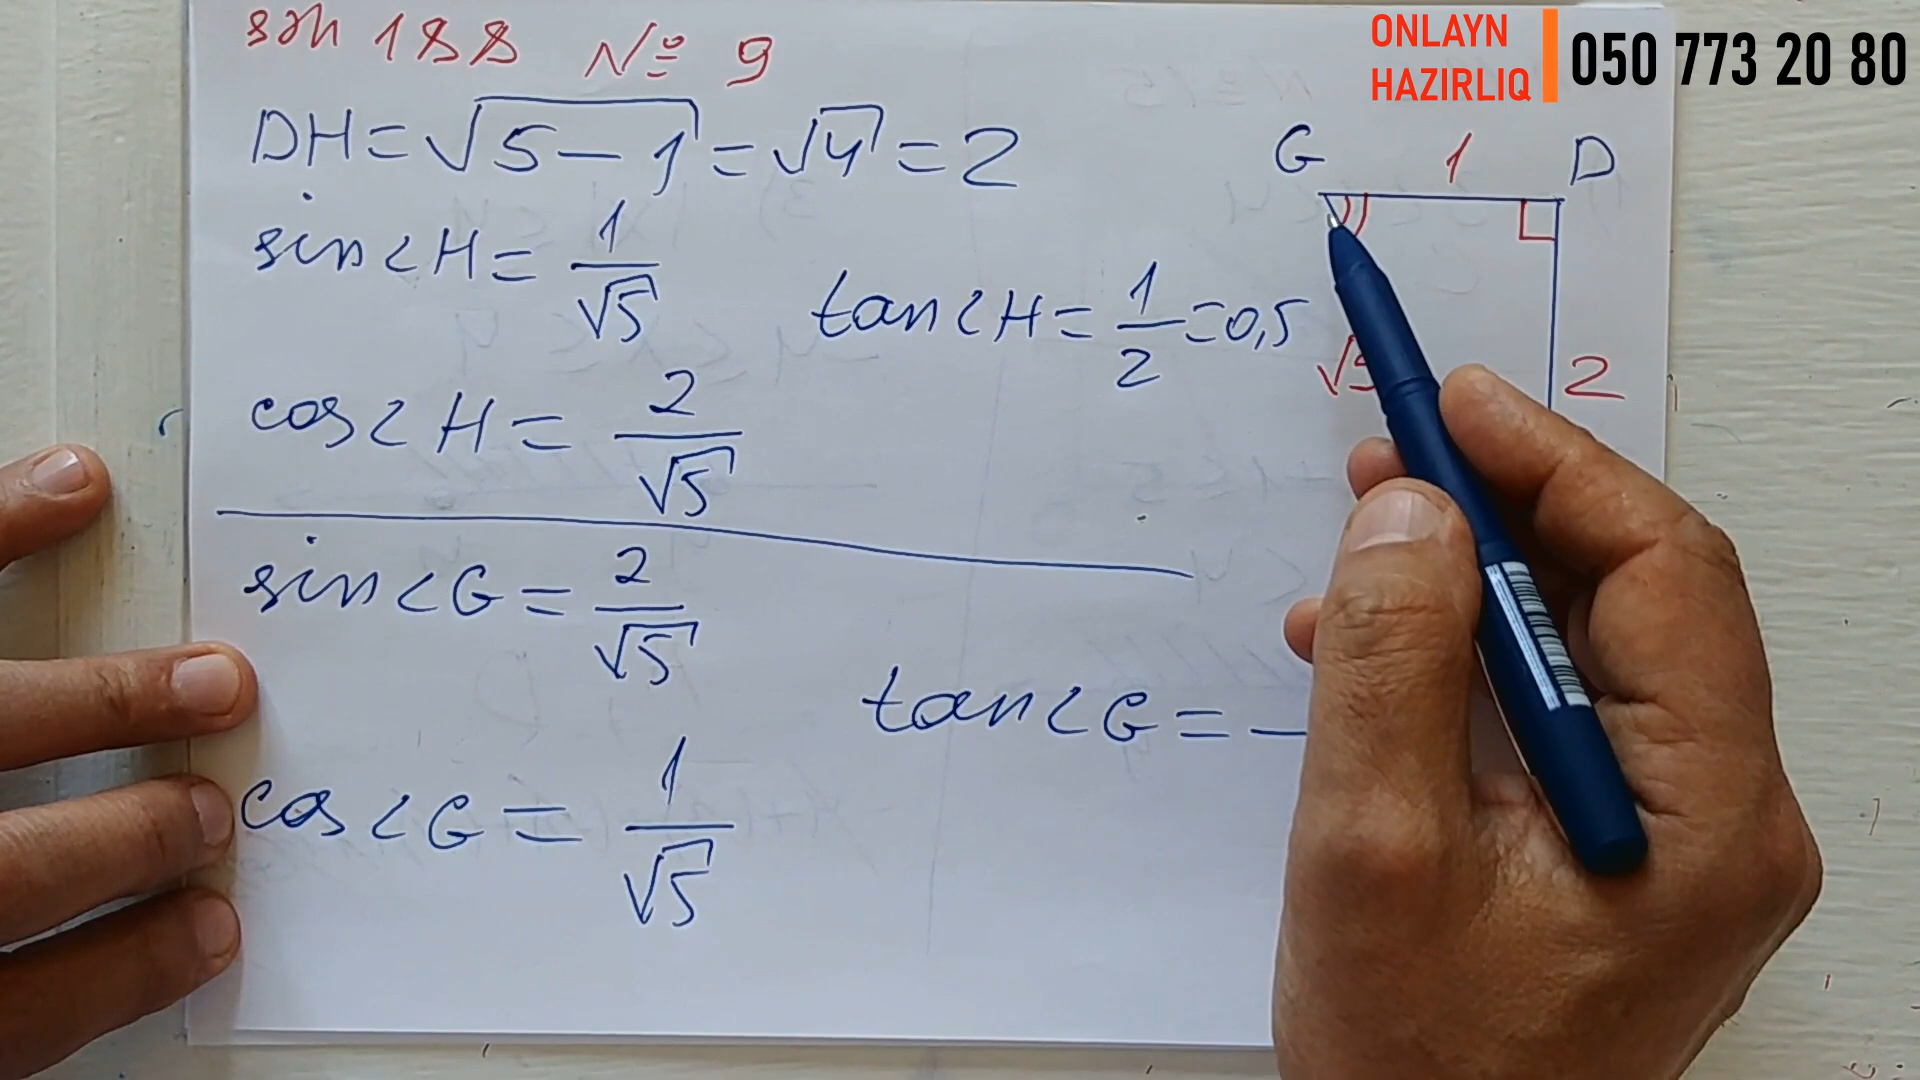 ONLAYN HAZIRLIQ 050 773 20 80
səh 188 № 9
DH = √5 − 1 = √4 = 2
sin∠H = 1/√5
tan∠H = 1/2 = 0,5
cos∠H = 2/√5
sin∠G = 2/√5
tan∠G = —
cos∠G = 1/√5
G 1 D
√5 2